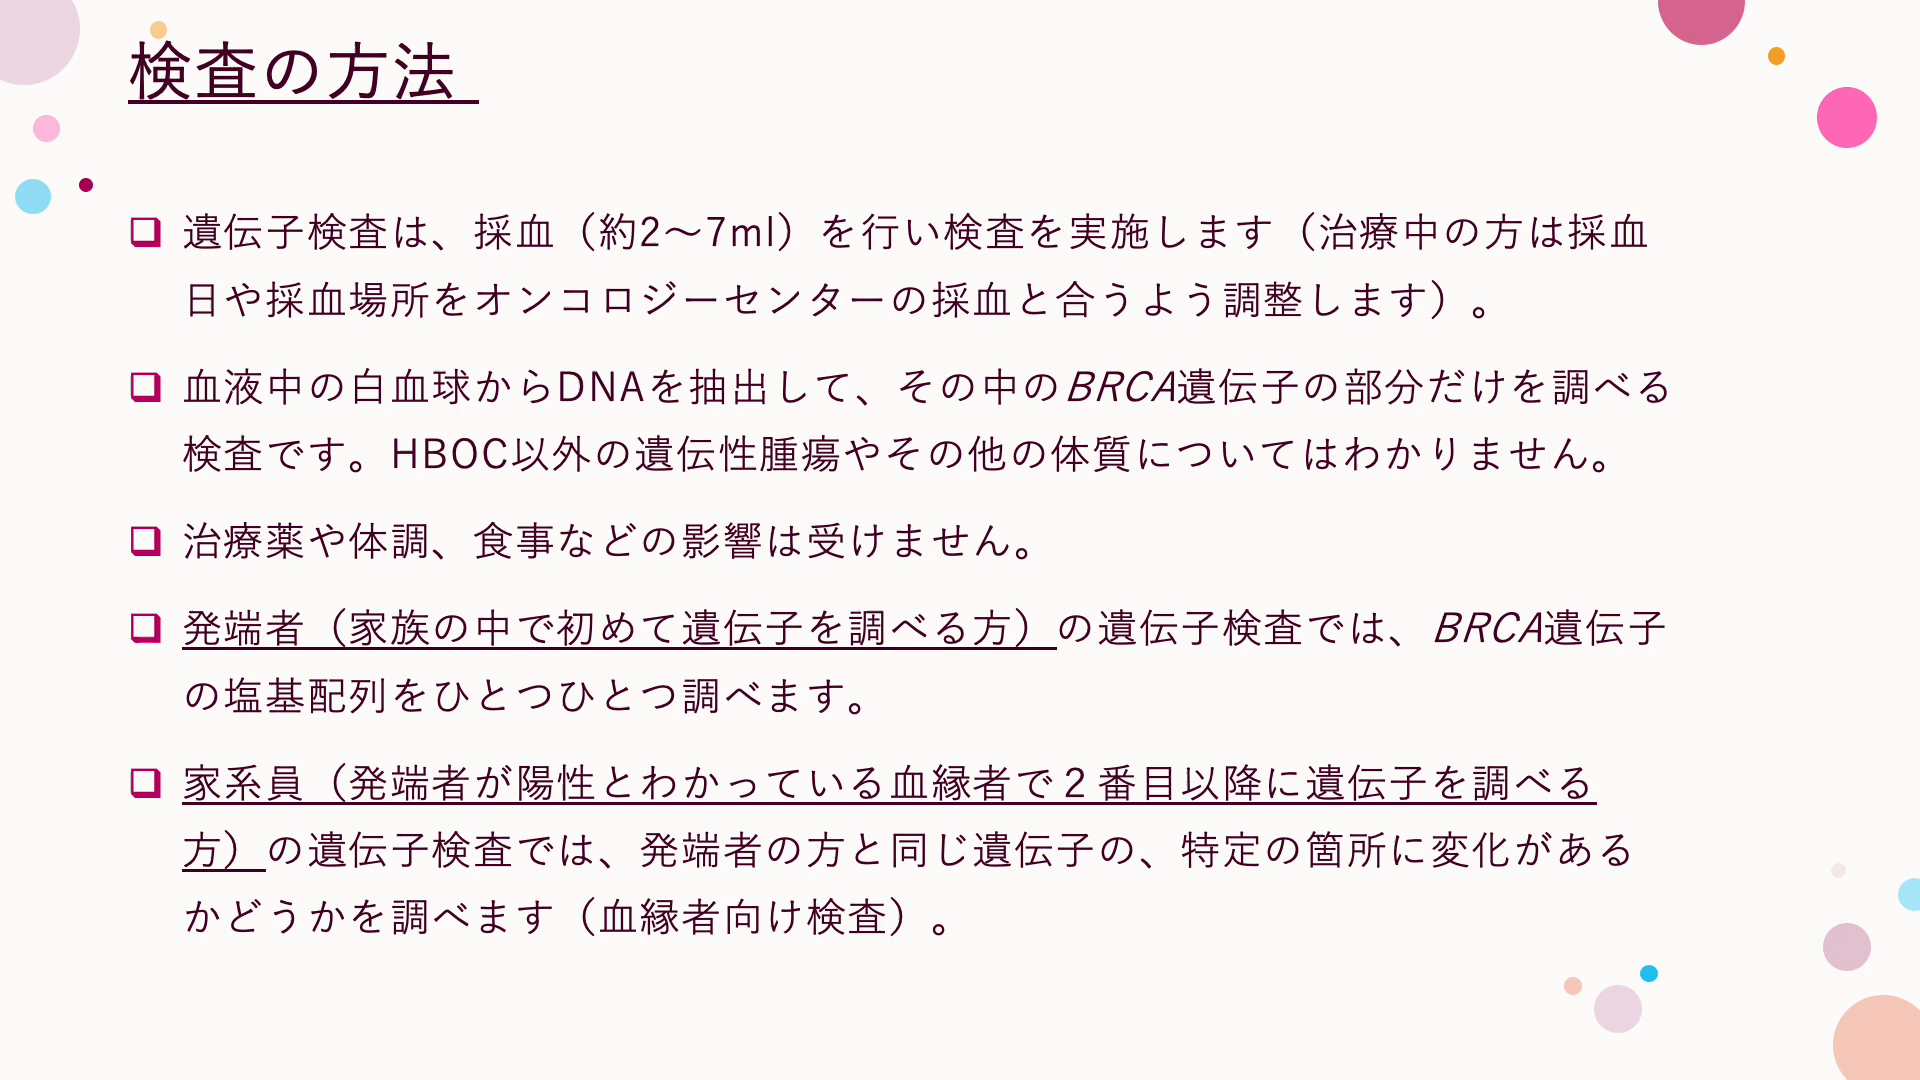 検査の方法
❑ 遺伝子検査は、採血（約2～7ml）を行い検査を実施します（治療中の方は採血
日や採血場所をオンコロジーセンターの採血と合うよう調整します）。
❑ 血液中の白血球からDNAを抽出して、その中のBRCA遺伝子の部分だけを調べる
検査です。HBOC以外の遺伝性腫瘍やその他の体質についてはわかりません。
❑ 治療薬や体調、食事などの影響は受けません。
❑ 発端者（家族の中で初めて遺伝子を調べる方）の遺伝子検査では、BRCA遺伝子
の塩基配列をひとつひとつ調べます。
❑ 家系員（発端者が陽性とわかっている血縁者で２番目以降に遺伝子を調べる
方）の遺伝子検査では、発端者の方と同じ遺伝子の、特定の箇所に変化がある
かどうかを調べます（血縁者向け検査）。